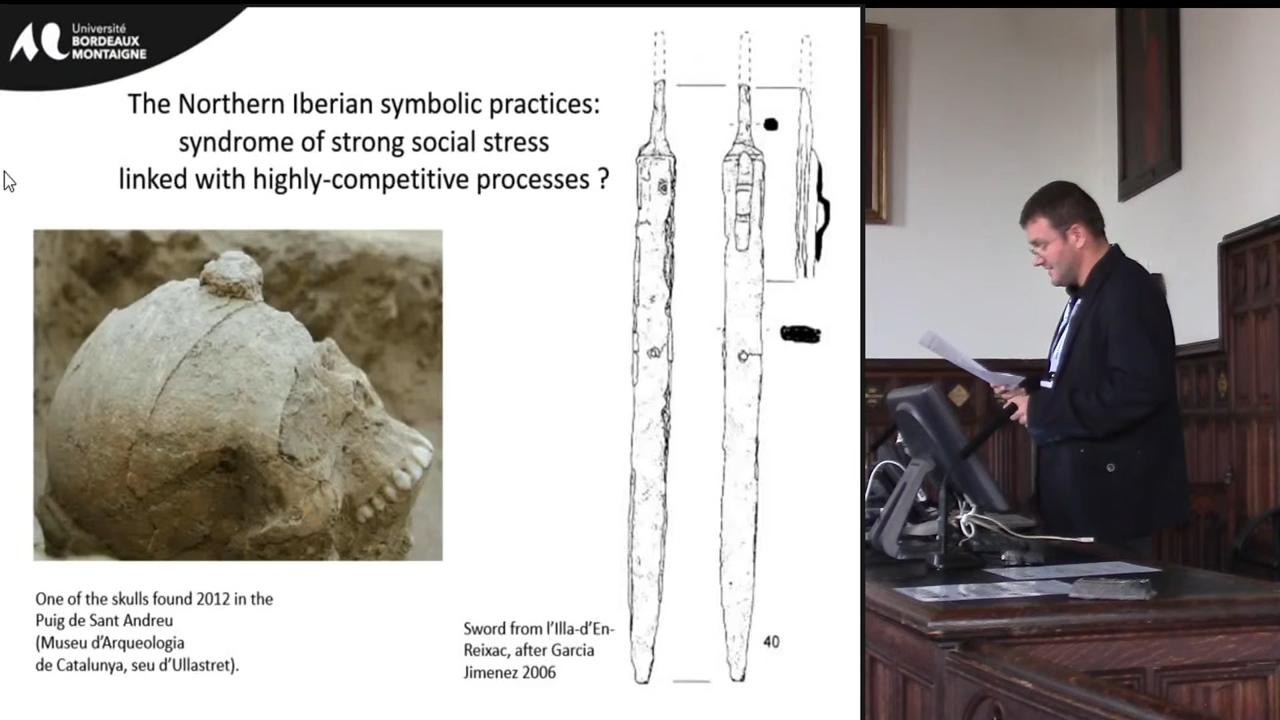 Université
BORDEAUX
MONTAIGNE
The Northern Iberian symbolic practices:
syndrome of strong social stress
linked with highly-competitive processes ?
One of the skulls found 2012 in the
Puig de Sant Andreu
(Museu d'Arqueologia
de Catalunya, seu d'Ullastret).
Sword from l'Illa-d'En-
Reixac, after Garcia
Jimenez 2006
40